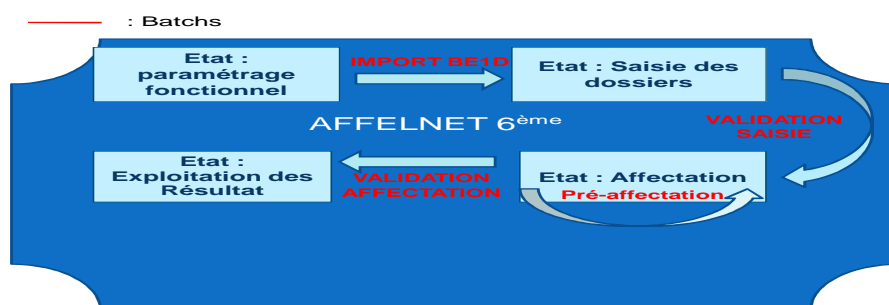 : Batchs
Etat :
paramétrage
fonctionnel
IMPORT BE1D
Etat : Saisie des
dossiers
AFFELNET 6ème
VALIDATION
SAISIE
Etat :
Exploitation des
Résultat
VALIDATION
AFFECTATION
Etat : Affectation
Pré-affectation